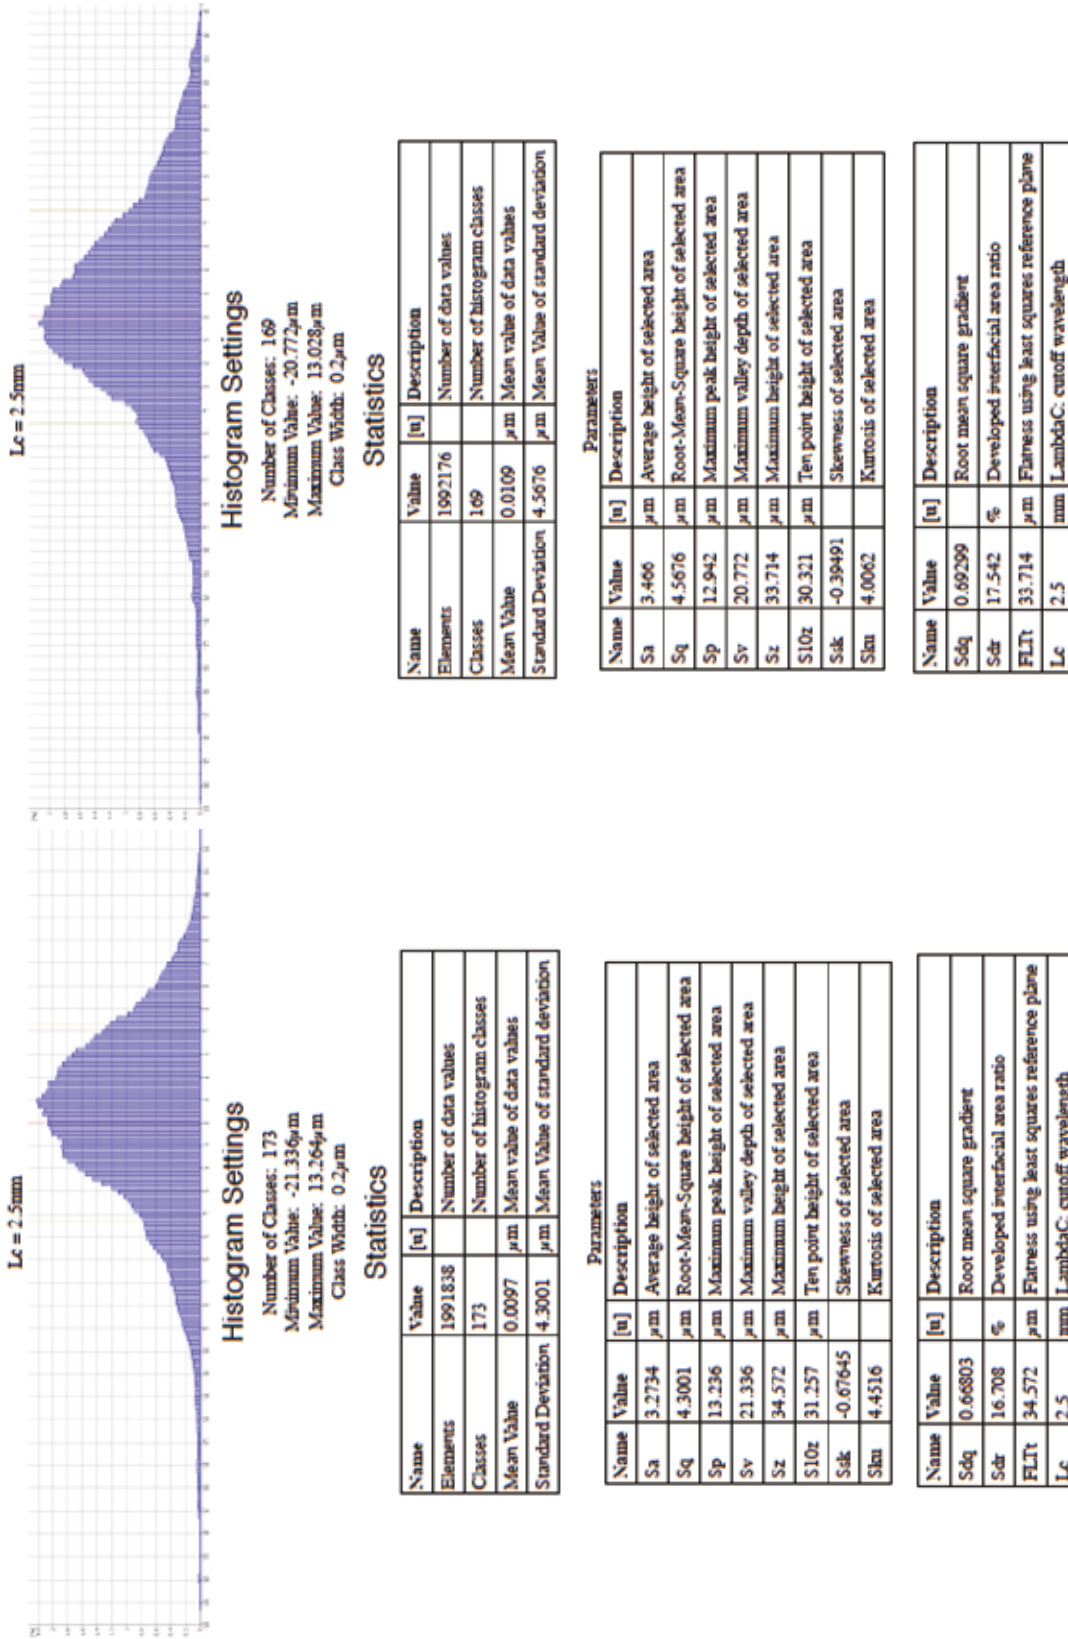 Lc = 2.5mm
Histogram Settings
Number of Classes: 173
Minimum Value: -21.336μm
Maximum Value: 13.264μm
Class Width: 0.2μm
Statistics
Name Value [u] Description
Elements 1991838 Number of data values
Classes 173 Number of histogram classes
Mean Value 0.0097 μm Mean value of data values
Standard Deviation 4.3001 μm Mean Value of standard deviation
Parameters
Name Value [u] Description
Sa 3.2734 μm Average height of selected area
Sq 4.3001 μm Root-Mean-Square height of selected area
Sp 13.236 μm Maximum peak height of selected area
Sv 21.336 μm Maximum valley depth of selected area
Sz 34.572 μm Maximum height of selected area
S10z 31.257 μm Ten point height of selected area
Ssk -0.67645 Skewness of selected area
Sku 4.4516 Kurtosis of selected area
Name Value [u] Description
Sdq 0.66803 Root mean square gradient
Sdr 16.708 % Developed interfacial area ratio
FLTt 34.572 μm Flatness using least squares reference plane
Lc 2.5 mm LambdaC: cutoff wavelength
Lc = 2.5mm
Histogram Settings
Number of Classes: 169
Minimum Value: -20.772μm
Maximum Value: 13.028μm
Class Width: 0.2μm
Statistics
Name Value [u] Description
Elements 1992176 Number of data values
Classes 169 Number of histogram classes
Mean Value 0.0109 μm Mean value of data values
Standard Deviation 4.5676 μm Mean Value of standard deviation
Parameters
Name Value [u] Description
Sa 3.466 μm Average height of selected area
Sq 4.5676 μm Root-Mean-Square height of selected area
Sp 12.942 μm Maximum peak height of selected area
Sv 20.772 μm Maximum valley depth of selected area
Sz 33.714 μm Maximum height of selected area
S10z 30.321 μm Ten point height of selected area
Ssk -0.39491 Skewness of selected area
Sku 4.0062 Kurtosis of selected area
Name Value [u] Description
Sdq 0.69299 Root mean square gradient
Sdr 17.542 % Developed interfacial area ratio
FLTt 33.714 μm Flatness using least squares reference plane
Lc 2.5 mm LambdaC: cutoff wavelength